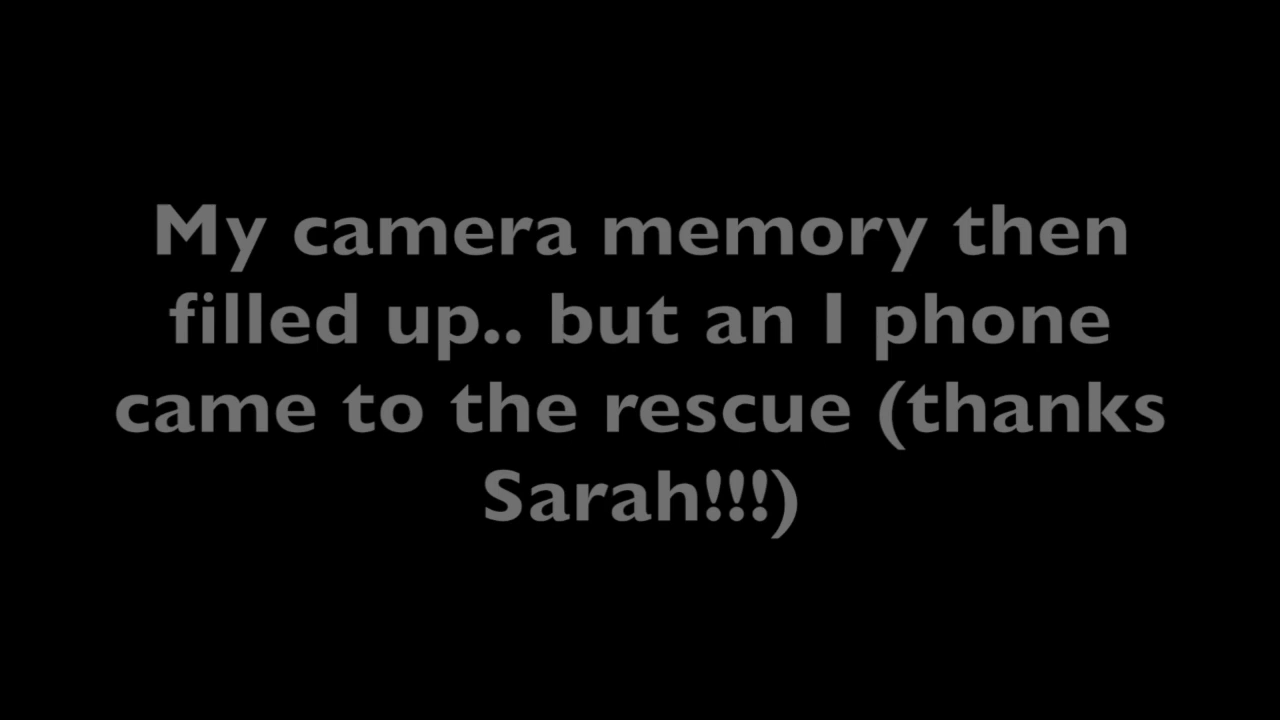 My camera memory then
filled up.. but an I phone
came to the rescue (thanks
Sarah!!!)